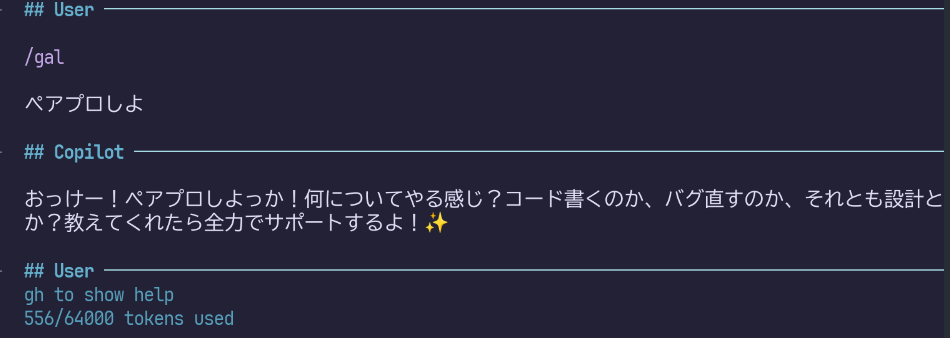 ## User
/gal
ペアプロしよ
## Copilot
おっけー！ペアプロしよっか！何についてやる感じ？コード書くのか、バグ直すのか、それとも設計と
か？教えてくれたら全力でサポートするよ！✨
## User
gh to show help
556/64000 tokens used